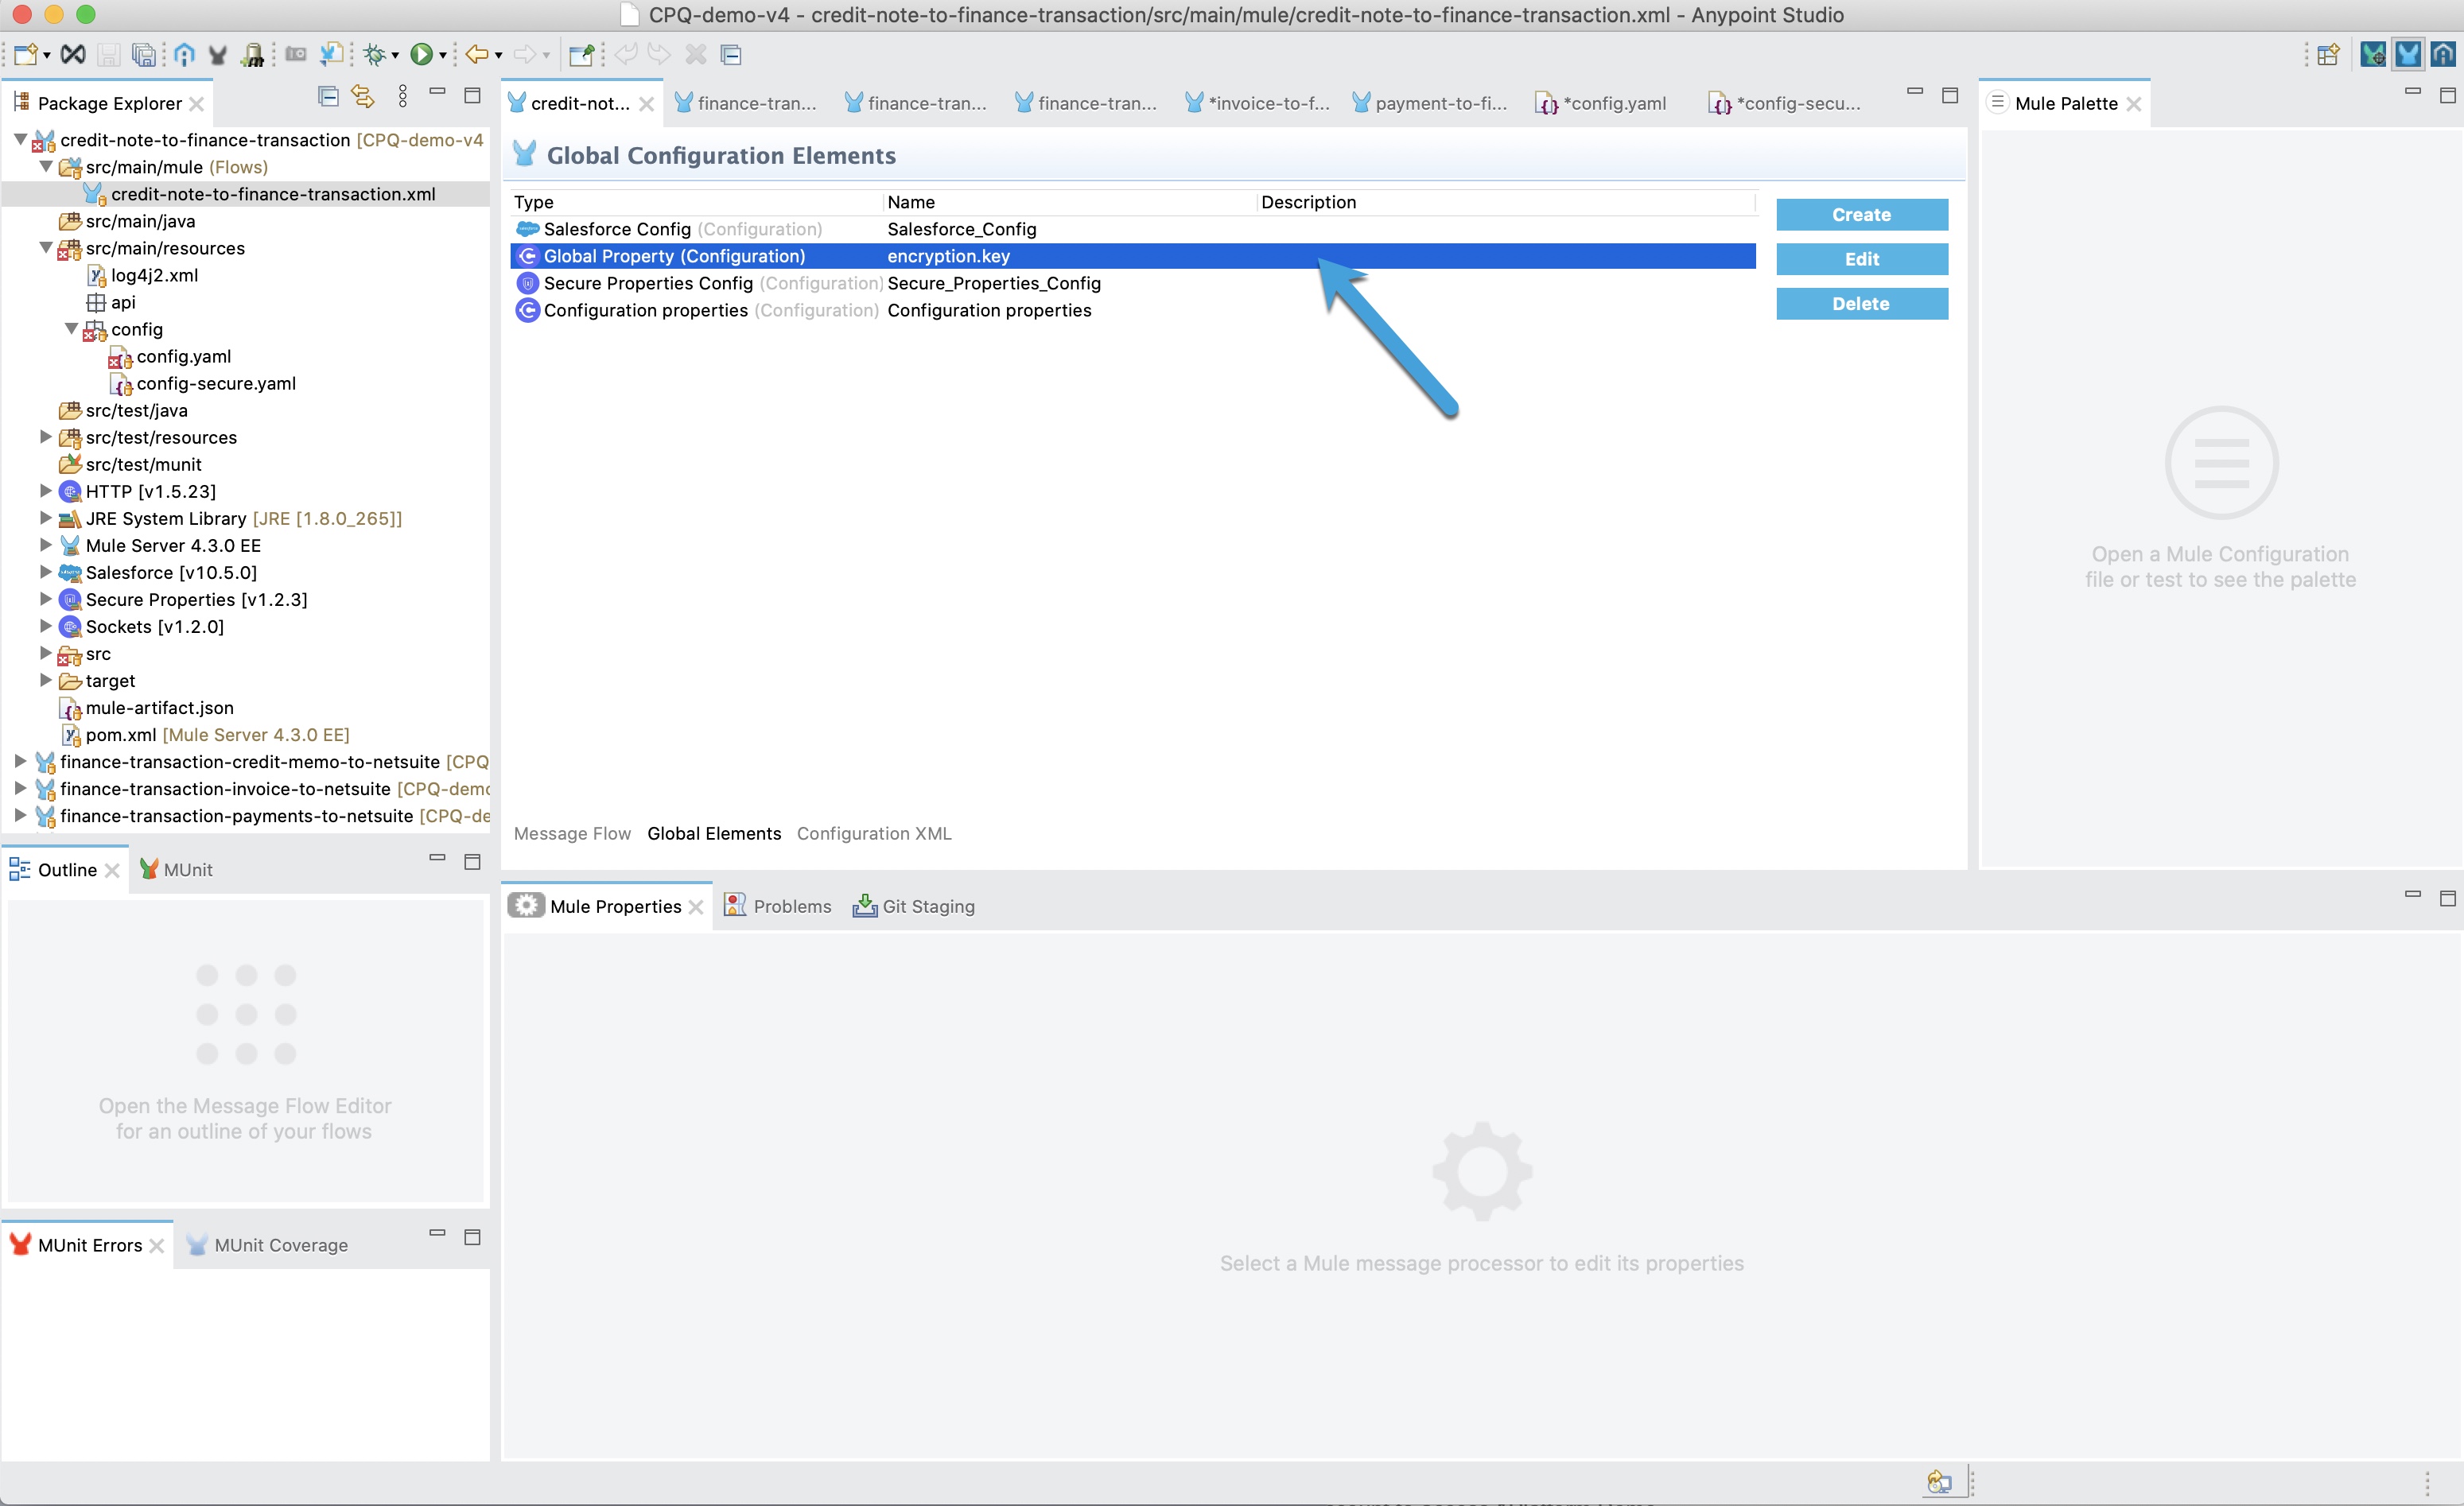 CPQ-demo-v4 - credit-note-to-finance-transaction/src/main/mule/credit-note-to-finance-transaction.xml - Anypoint Studio
Package Explorer
credit-note-to-finance-transaction [CPQ-demo-v4
src/main/mule (Flows)
credit-note-to-finance-transaction.xml
src/main/java
src/main/resources
log4j2.xml
api
config
config.yaml
config-secure.yaml
src/test/java
src/test/resources
src/test/munit
HTTP [v1.5.23]
JRE System Library [JRE [1.8.0_265]]
Mule Server 4.3.0 EE
Salesforce [v10.5.0]
Secure Properties [v1.2.3]
Sockets [v1.2.0]
src
target
mule-artifact.json
pom.xml [Mule Server 4.3.0 EE]
finance-transaction-credit-memo-to-netsuite [CPQ
finance-transaction-invoice-to-netsuite [CPQ-demo
finance-transaction-payments-to-netsuite [CPQ-de
credit-not... finance-tran... finance-tran... finance-tran... *invoice-to-f... payment-to-fi... *config.yaml *config-secu...
Global Configuration Elements
Type Name Description
Salesforce Config (Configuration) Salesforce_Config
Global Property (Configuration) encryption.key
Secure Properties Config (Configuration) Secure_Properties_Config
Configuration properties (Configuration) Configuration properties
Create
Edit
Delete
Message Flow Global Elements Configuration XML
Mule Palette
Open a Mule Configuration
file or test to see the palette
Outline MUnit
Open the Message Flow Editor
for an outline of your flows
Mule Properties Problems Git Staging
Select a Mule message processor to edit its properties
MUnit Errors MUnit Coverage